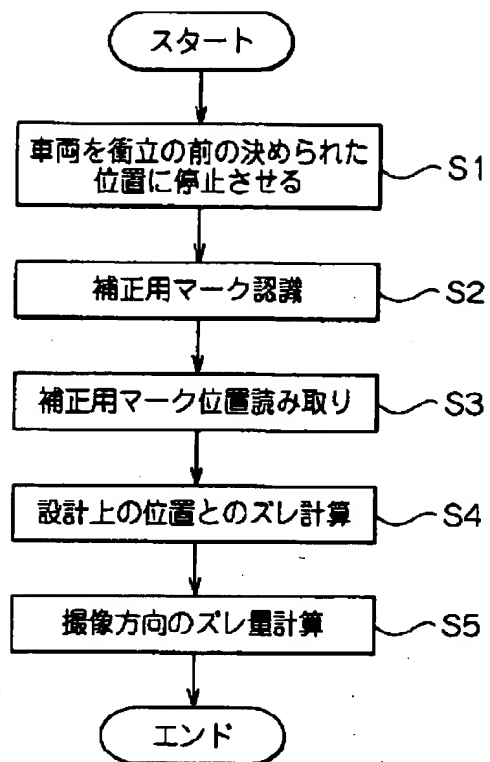 スタート
車両を衝立の前の決められた
位置に停止させる
S1
補正用マーク認識
S2
補正用マーク位置読み取り
S3
設計上の位置とのズレ計算
S4
撮像方向のズレ量計算
S5
エンド